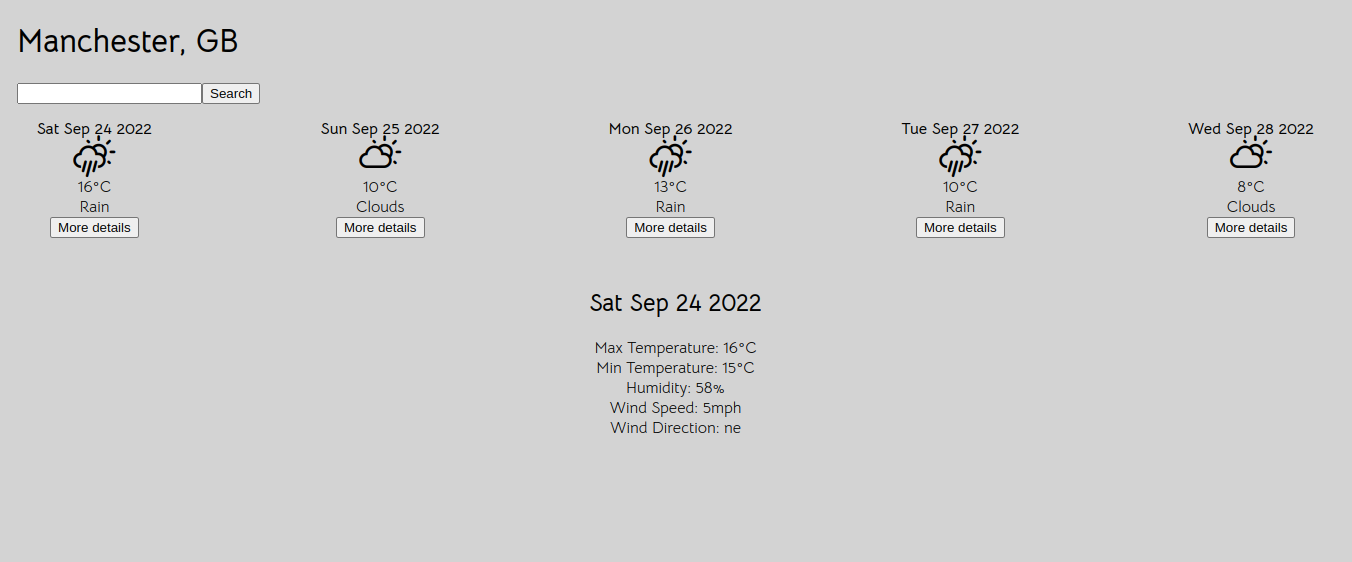 Manchester, GB
Search
Sat Sep 24 2022
16°C
Rain
More details
Sun Sep 25 2022
10°C
Clouds
More details
Mon Sep 26 2022
13°C
Rain
More details
Tue Sep 27 2022
10°C
Rain
More details
Wed Sep 28 2022
8°C
Clouds
More details
Sat Sep 24 2022
Max Temperature: 16°C
Min Temperature: 15°C
Humidity: 58%
Wind Speed: 5mph
Wind Direction: ne